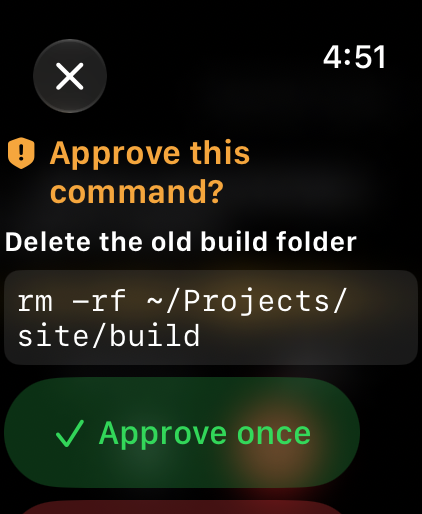 4:51
Approve this
command?
Delete the old build folder
rm -rf ~/Projects/
site/build
Approve once